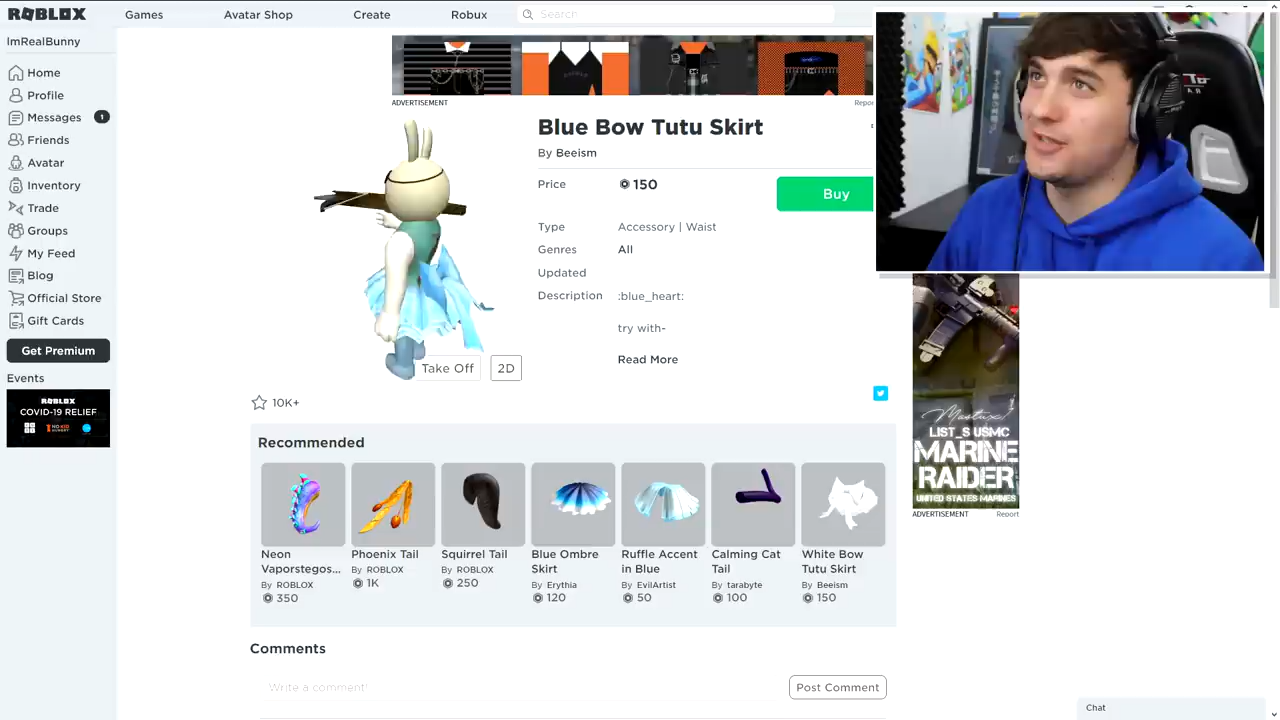 ROBLOX
Games
Avatar Shop
Create
Robux
Search
ImRealBunny
Home
Profile
Messages
1
Friends
Avatar
Inventory
Trade
Groups
My Feed
Blog
Official Store
Gift Cards
Get Premium
Events
ROBLOX
COVID-19 RELIEF
ADVERTISEMENT
Blue Bow Tutu Skirt
By Beeism
Price
150
Buy
Type
Accessory | Waist
Genres
All
Updated
Description
:blue_heart:
try with-
Read More
Take Off
2D
10K+
LIST_S USMC
MARINE
RAIDER
UNITED STATES MARINES
ADVERTISEMENT
Report
Recommended
Neon
Vaporstegos...
By ROBLOX
350
Phoenix Tail
By ROBLOX
1K
Squirrel Tail
By ROBLOX
250
Blue Ombre
Skirt
By Erythia
120
Ruffle Accent
in Blue
By EvilArtist
50
Calming Cat
Tail
By tarabyte
100
White Bow
Tutu Skirt
By Beeism
150
Comments
Write a comment!
Post Comment
Chat